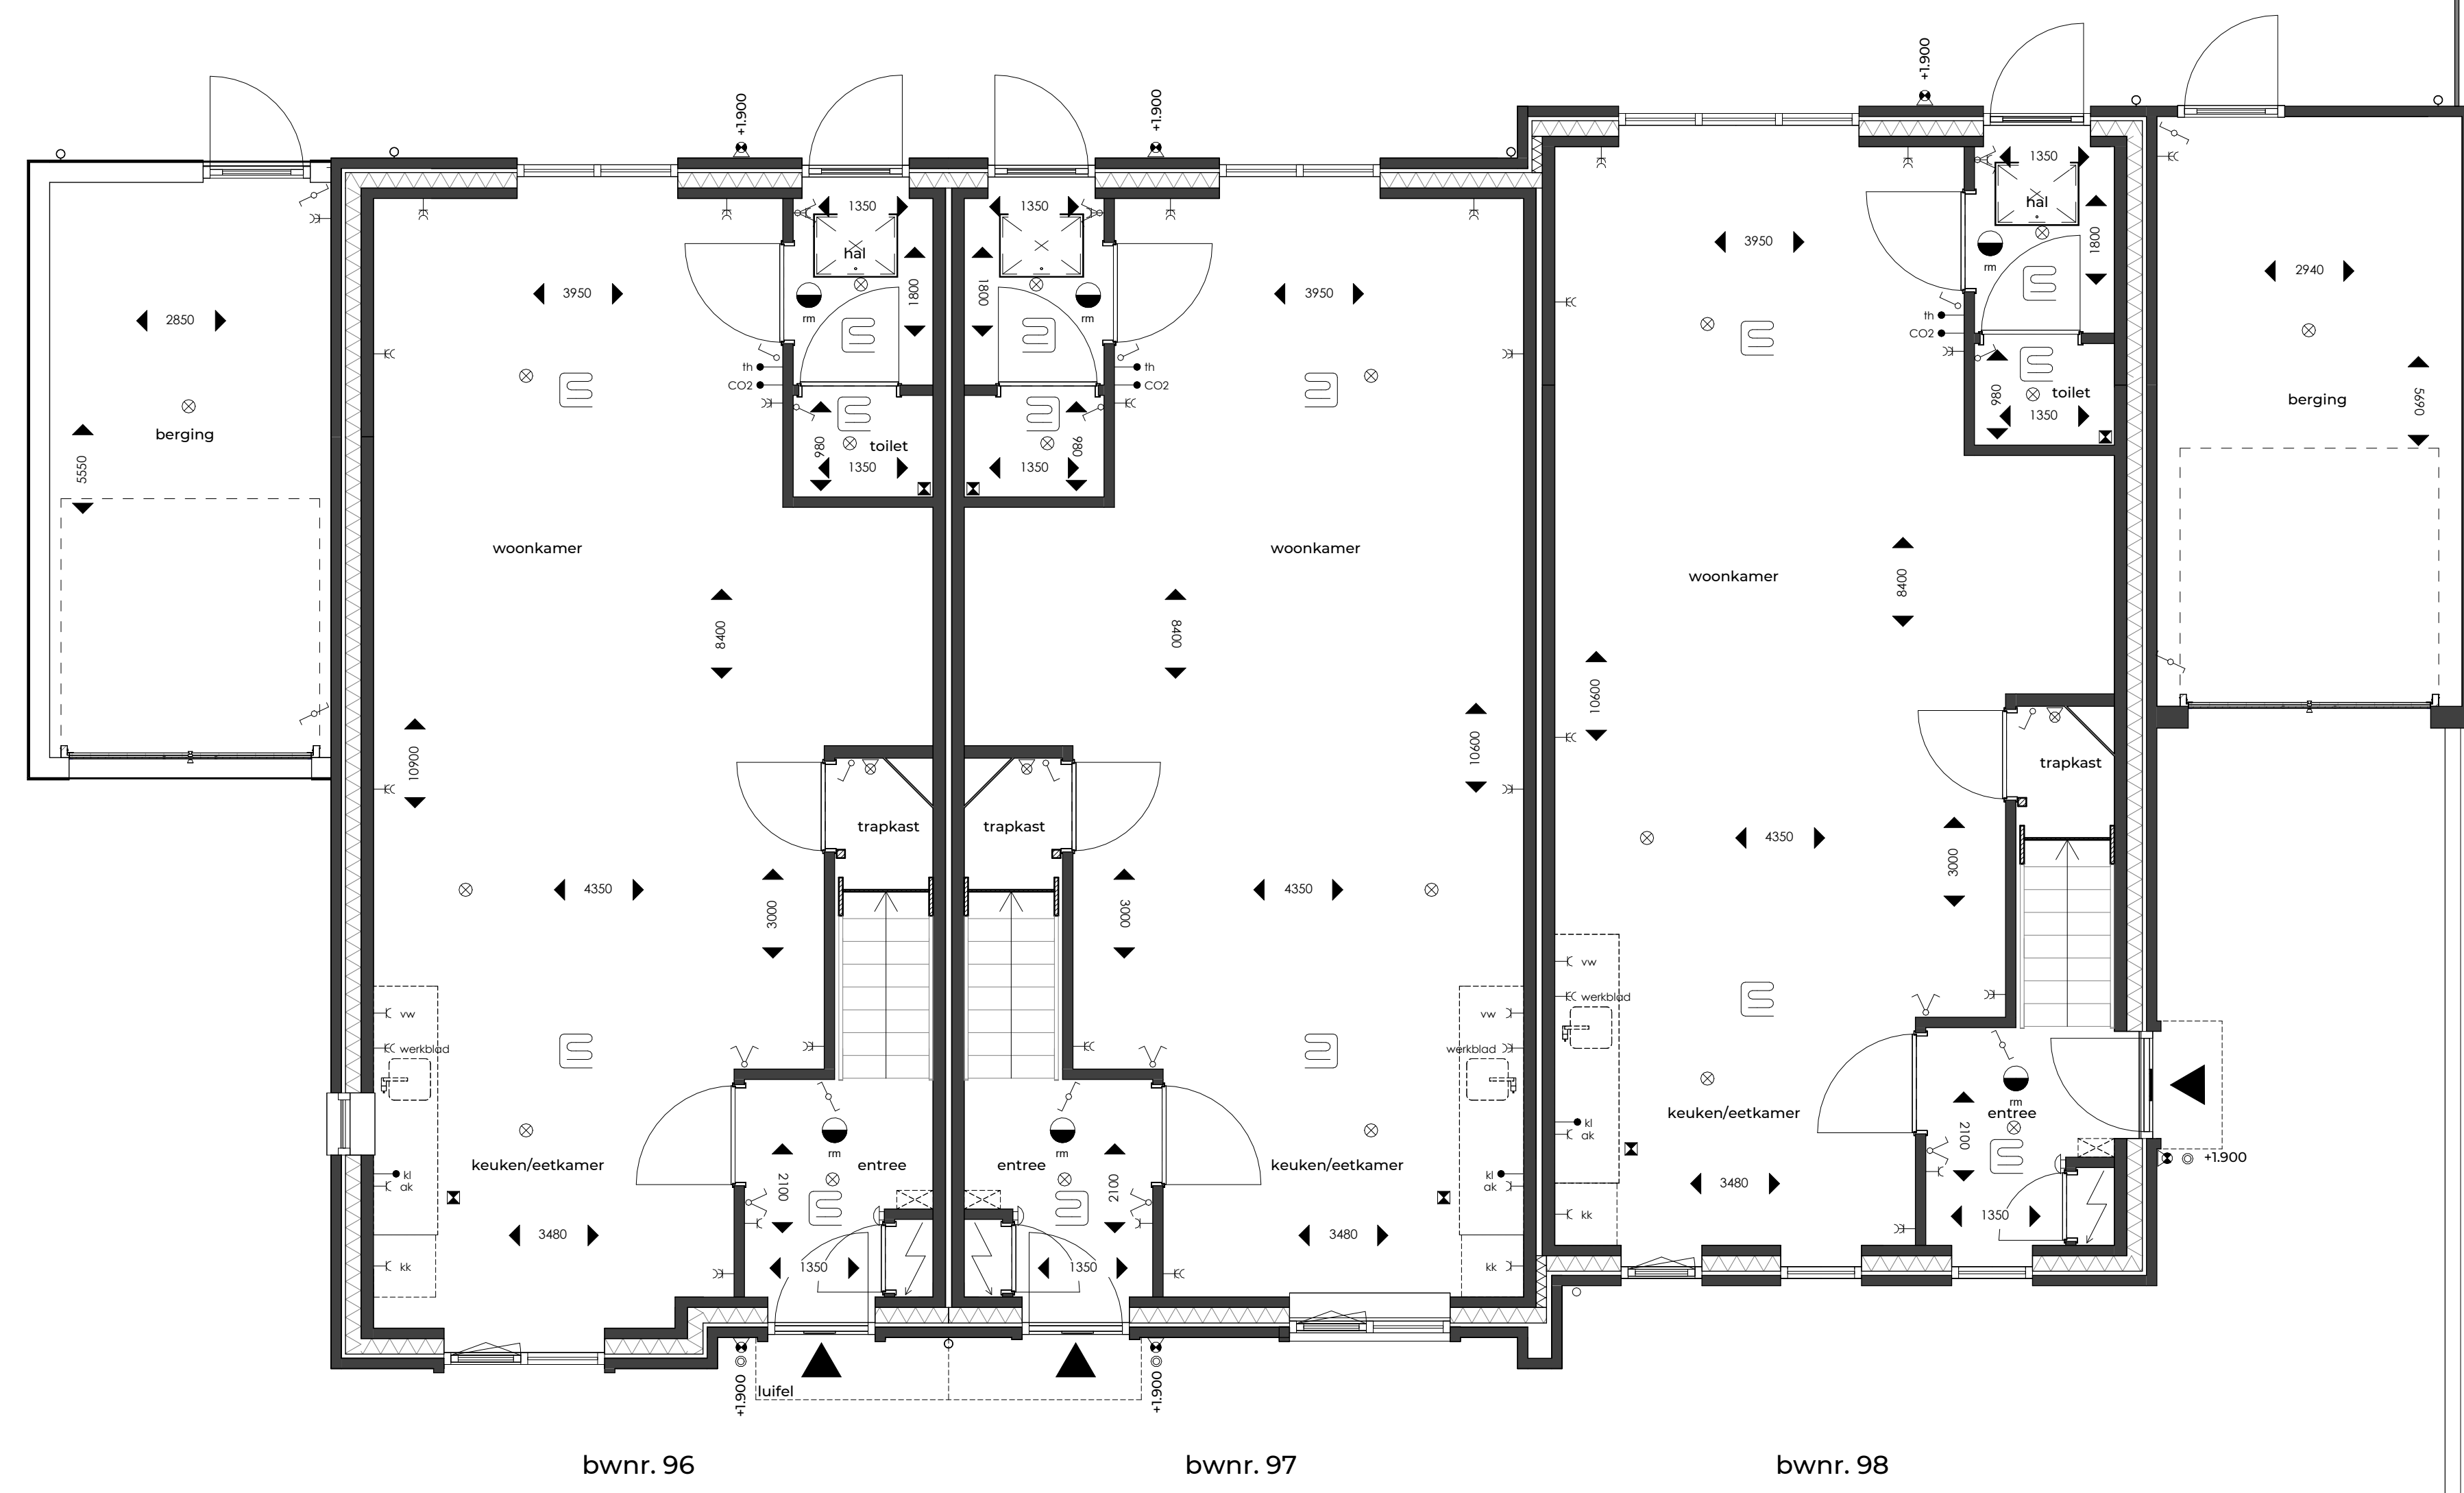 +1.900
+1.900
+1.900
1350
1350
1350
hal
hal
3950
3950
3950
1800
1800
1800
2850
2940
rm
rm
rm
th
CO2
th
CO2
th
CO2
berging
berging
5550
5690
980
toilet
1350
980
1350
980
toilet
1350
woonkamer
woonkamer
woonkamer
8400
8400
8400
10900
10600
10600
trapkast
trapkast
trapkast
4350
4350
4350
3000
3000
3000
vw
werkblad
vw
werkblad
vw
werkblad
kl
ak
kl
ak
kl
ak
keuken/eetkamer
keuken/eetkamer
keuken/eetkamer
rm
entree
rm
entree
rm
entree
2100
2100
2100
3480
3480
3480
1350
1350
1350
kk
kk
kk
+1.900
+1.900
+1.900
luifel
bwnr. 96
bwnr. 97
bwnr. 98